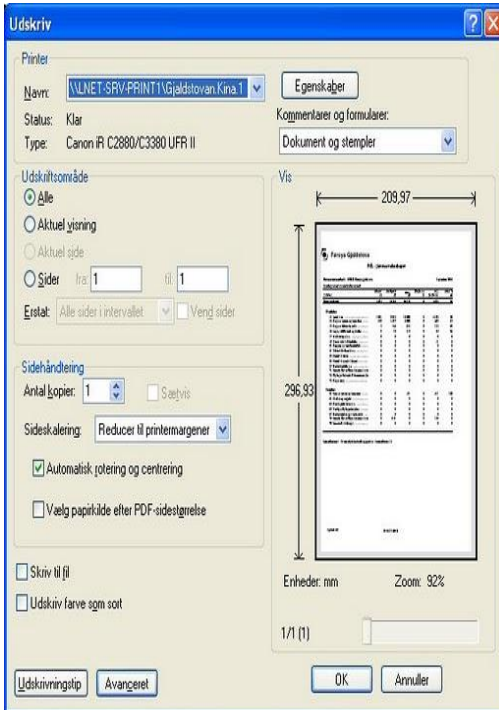 Udskriv
Printer
Navn: \\LNET-SRV-PRINT1\Gjaldstovan.Kina.1
Egenskaber
Status: Klar
Kommentarer og formularer:
Type: Canon iR C2880/C3380 UFR II
Dokument og stempler
Udskriftsområde
Alle
Aktuel visning
Aktuel side
Sider fra: 1 til: 1
Erstat: Alle sider i intervallet Vend sider
Sidehåndtering
Antal kopier: 1 Sætvis
Sideskalering: Reducer til printermargener
Automatisk rotering og centrering
Vælg papirkilde efter PDF-sidestørrelse
Skriv til fil
Udskriv farve som sort
Udskrivningstip
Avanceret
Vis
209,97
296,93
Føroya Gjaldstova
Enheder: mm Zoom: 92%
1/1 (1)
OK
Annuller